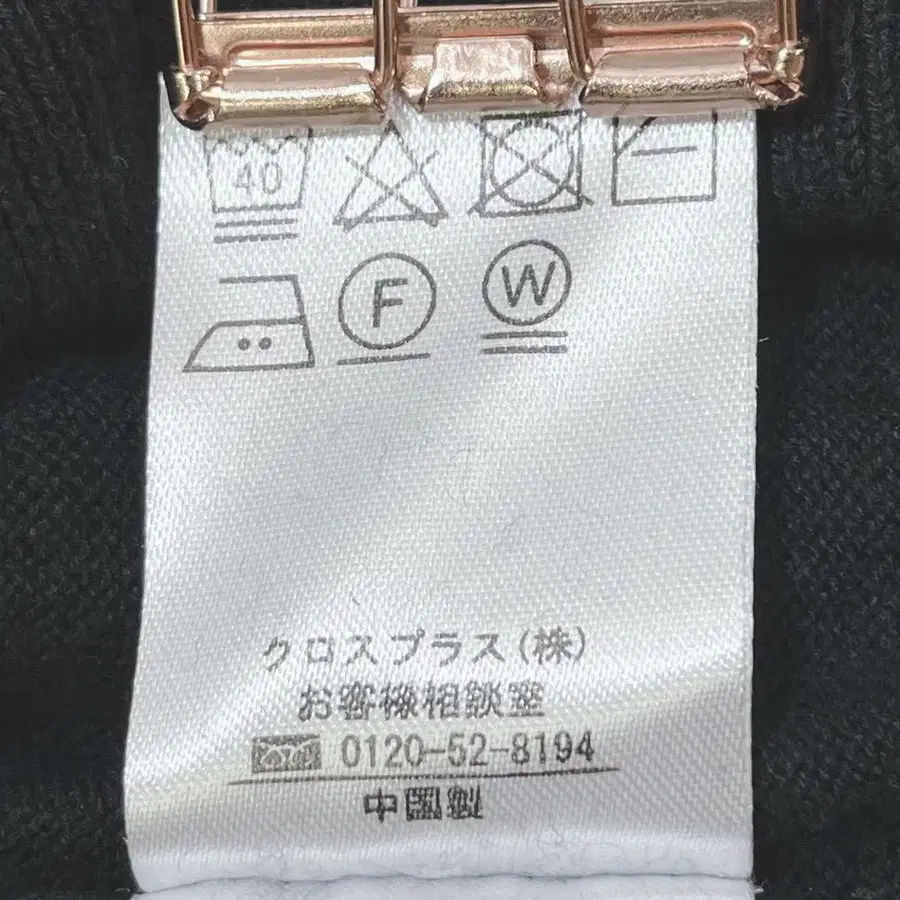 40
F W
クロスプラス(株)
お客様相談室
0120-52-8194
中国製